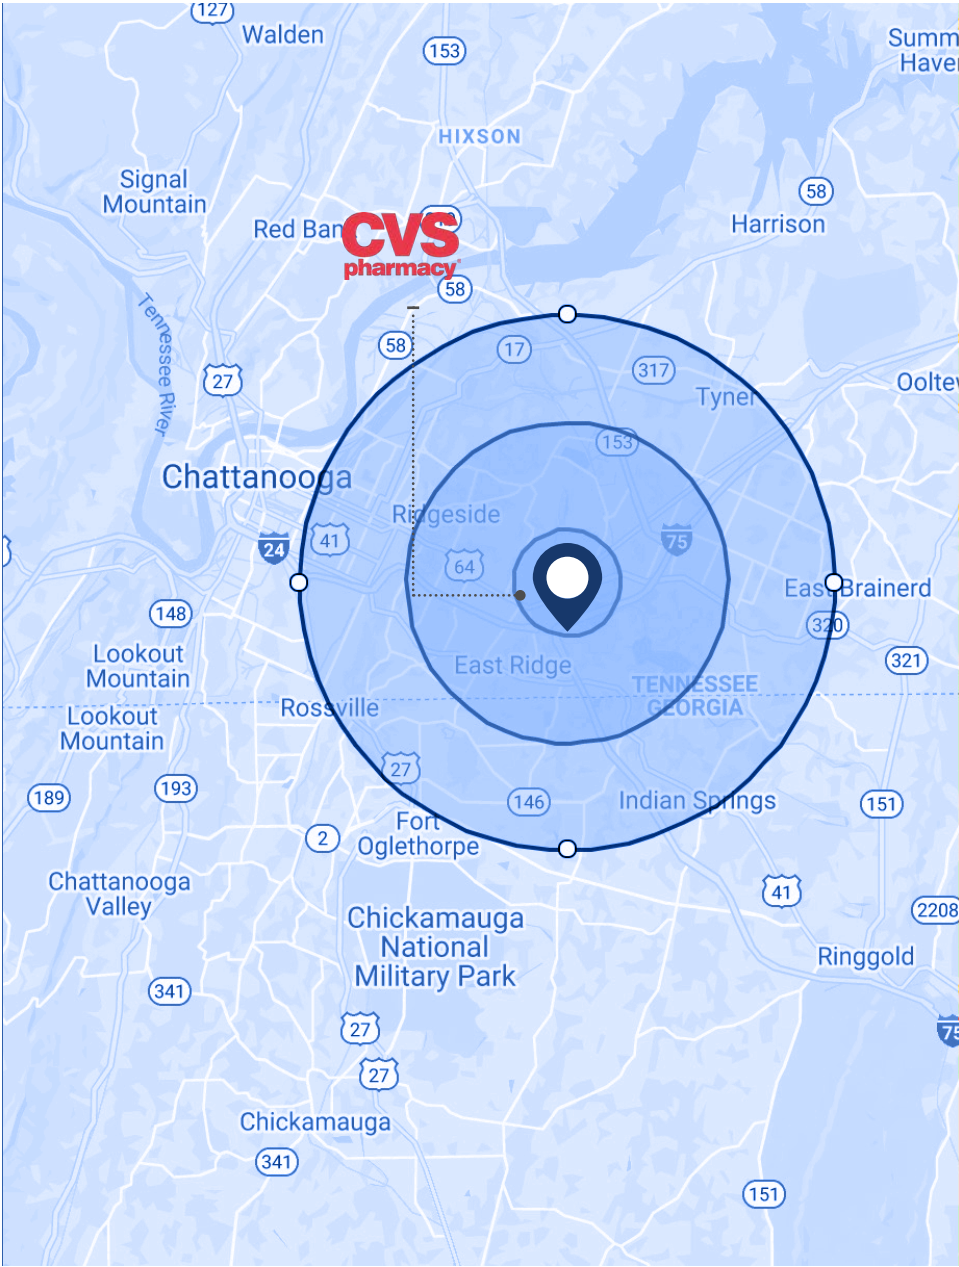 127
Walden
153
Summ
Have
HIXSON
Signal
Mountain
58
Harrison
Red Ban
CVS
pharmacy
58
58
17
27
317
Tennessee River
Tyner
Oolte
153
Chattanooga
Ridgeside
41
24
75
64
East Brainerd
148
320
Lookout
Mountain
East Ridge
321
TENNESSEE
GEORGIA
Rossville
Lookout
Mountain
27
193
189
146
Indian Springs
151
2
Fort
Oglethorpe
Chattanooga
Valley
41
2208
Chickamauga
National
Military Park
Ringgold
341
27
75
27
Chickamauga
341
151